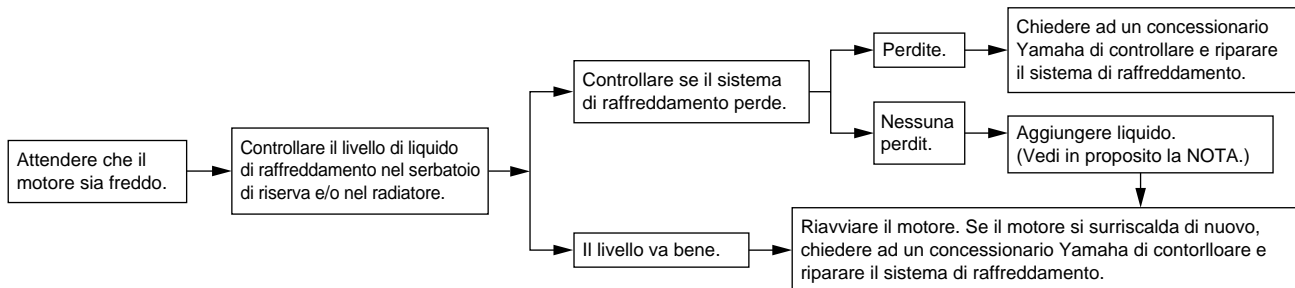 Attendere che il
motore sia freddo.
Controllare il livello di liquido
di raffreddamento nel serbatoio
di riserva e/o nel radiatore.
Controllare se il sistema
di raffreddamento perde.
Perdite.
Chiedere ad un concessionario
Yamaha di controllare e riparare
il sistema di raffreddamento.
Nessuna
perdit.
Aggiungere liquido.
(Vedi in proposito la NOTA.)
Il livello va bene.
Riavviare il motore. Se il motore si surriscalda di nuovo,
chiedere ad un concessionario Yamaha di contorlloare e
riparare il sistema di raffreddamento.